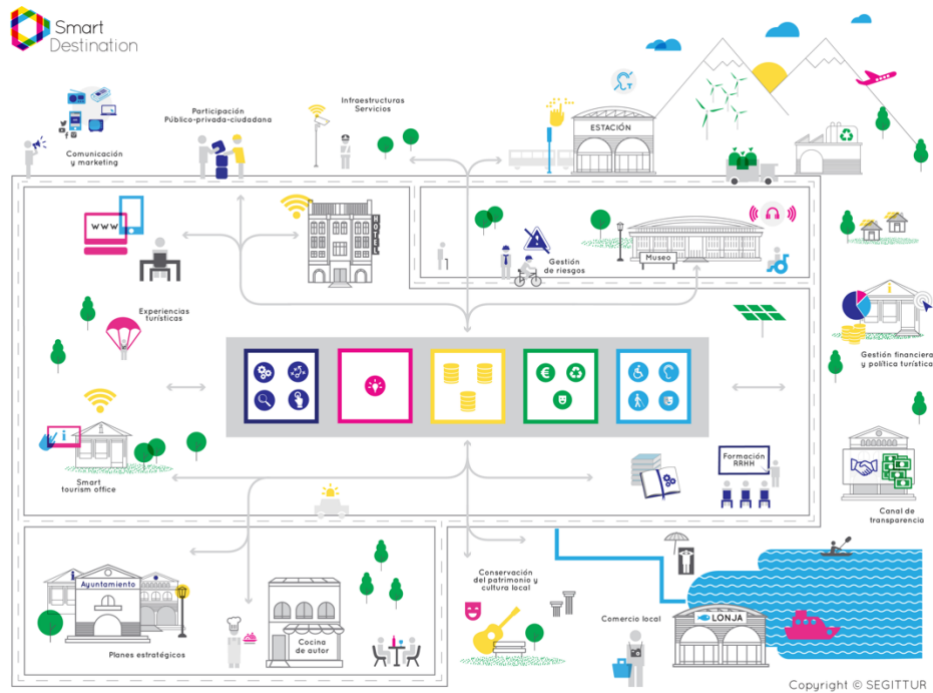 Smart
Destination
Comunicación
y marketing
Participación
Público-privada-ciudadana
Infraestructuras
Servicios
ESTACIÓN
www
HOTEL
Museo
Gestión
de riesgos
Experiencias
turísticas
Gestión financiera
y política turística
Smart
tourism office
Formación
RRHH
Canal de
transparencia
Ayuntamiento
Planes estratégicos
Cocina
de autor
Conservación
del patrimonio y
cultura local
Comercio local
LONJA
Copyright © SEGITTUR